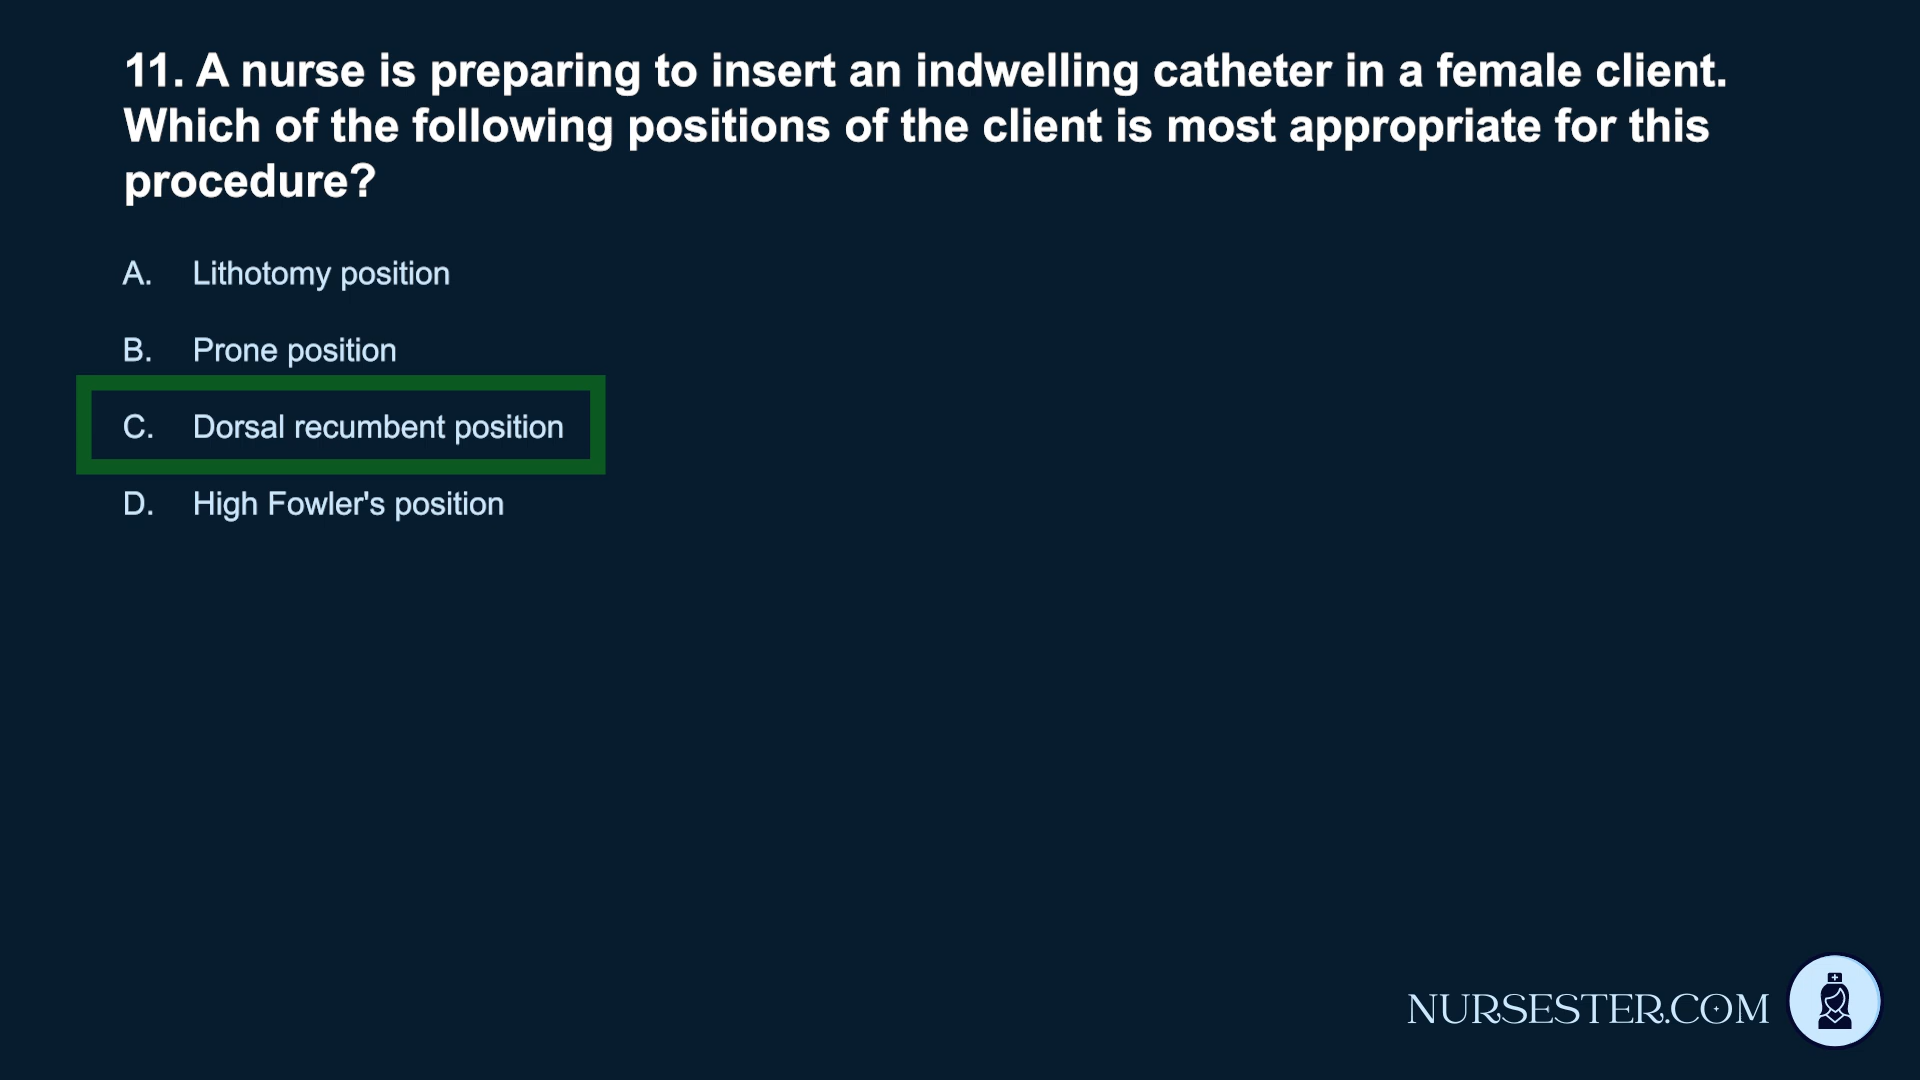 11. A nurse is preparing to insert an indwelling catheter in a female client.
Which of the following positions of the client is most appropriate for this
procedure?
A. Lithotomy position
B. Prone position
C. Dorsal recumbent position
D. High Fowler's position
NURSESTER.COM